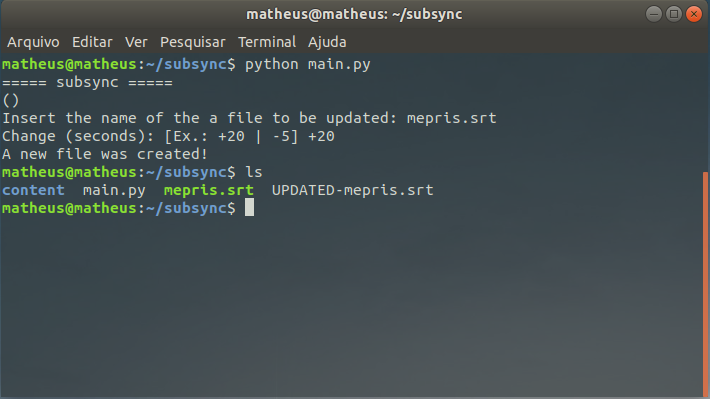 matheus@matheus: ~/subsync
Arquivo Editar Ver Pesquisar Terminal Ajuda
matheus@matheus:~/subsync$ python main.py
===== subsync =====
()
Insert the name of the a file to be updated: mepris.srt
Change (seconds): [Ex.: +20 | -5] +20
A new file was created!
matheus@matheus:~/subsync$ ls
content  main.py  mepris.srt  UPDATED-mepris.srt
matheus@matheus:~/subsync$